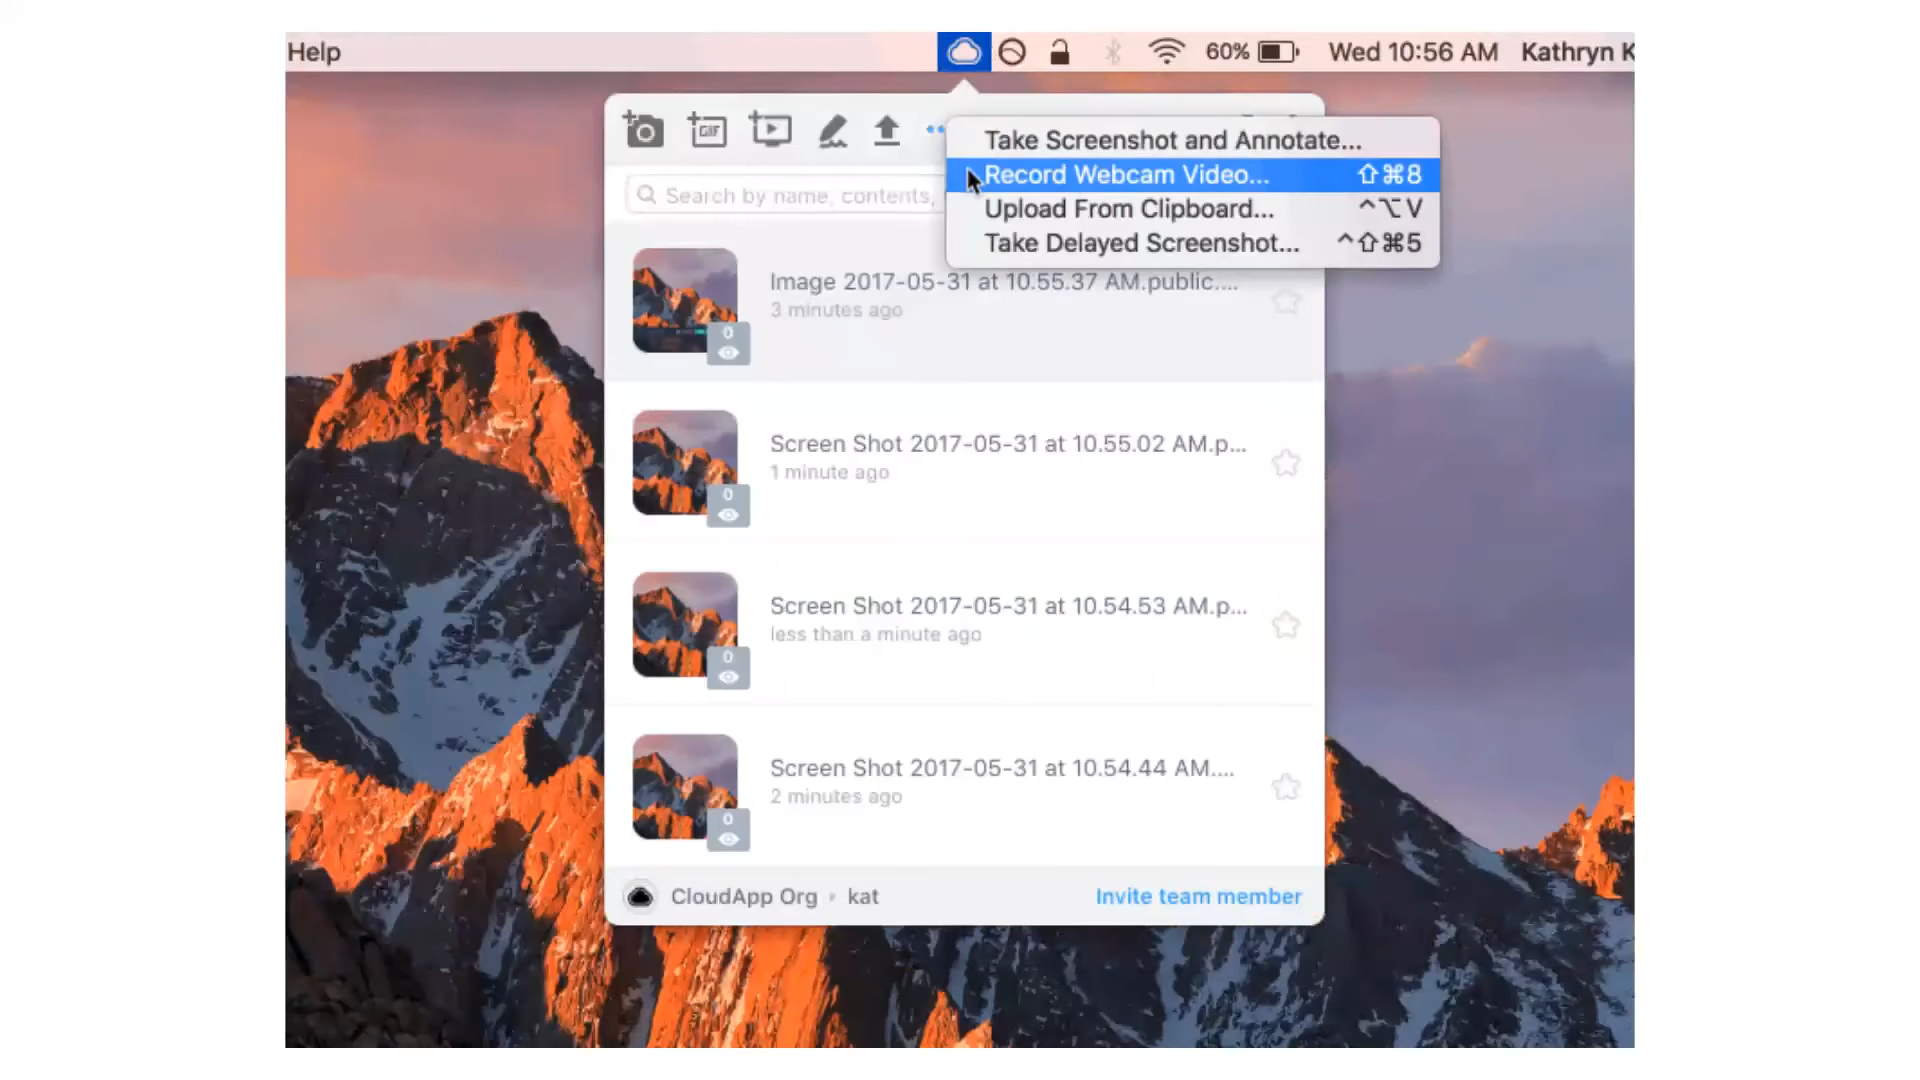 Help
60%
Wed 10:56 AM
Kathryn K
GIF
Take Screenshot and Annotate...
Record Webcam Video... ⇧⌘8
Upload From Clipboard... ^⌥V
Take Delayed Screenshot... ^⇧⌘5
Search by name, contents,
Image 2017-05-31 at 10.55.37 AM.public....
3 minutes ago
0
Screen Shot 2017-05-31 at 10.55.02 AM.p...
1 minute ago
0
Screen Shot 2017-05-31 at 10.54.53 AM.p...
less than a minute ago
0
Screen Shot 2017-05-31 at 10.54.44 AM....
2 minutes ago
0
CloudApp Org
kat
Invite team member